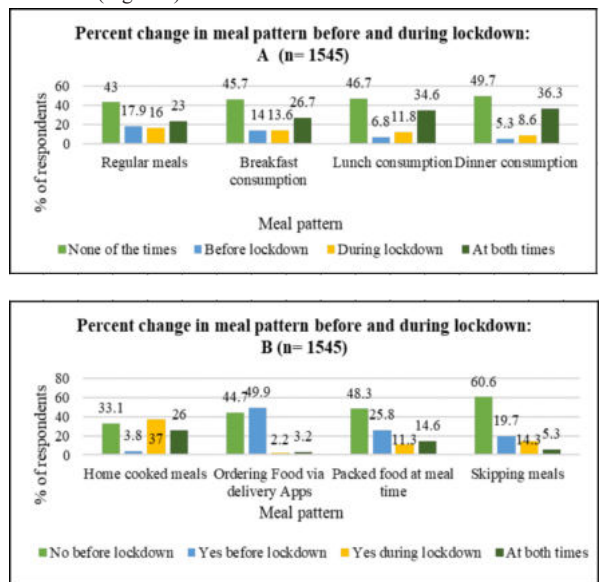 Percent change in meal pattern before and during lockdown:
A (n= 1545)
% of respondents
60
40
20
0
43 17.9 16 23
45.7 14 13.6 26.7
46.7 6.8 11.8 34.6
49.7 5.3 8.6 36.3
Regular meals Breakfast consumption Lunch consumption Dinner consumption
Meal pattern
None of the times Before lockdown During lockdown At both times
Percent change in meal pattern before and during lockdown:
B (n= 1545)
% of respondents
80
60
40
20
0
33.1 3.8 37 26
44.7 49.9 2.2 3.2
48.3 25.8 11.3 14.6
60.6 19.7 14.3 5.3
Home cooked meals Ordering Food via delivery Apps Packed food at meal time Skipping meals
Meal pattern
No before lockdown Yes before lockdown Yes during lockdown At both times